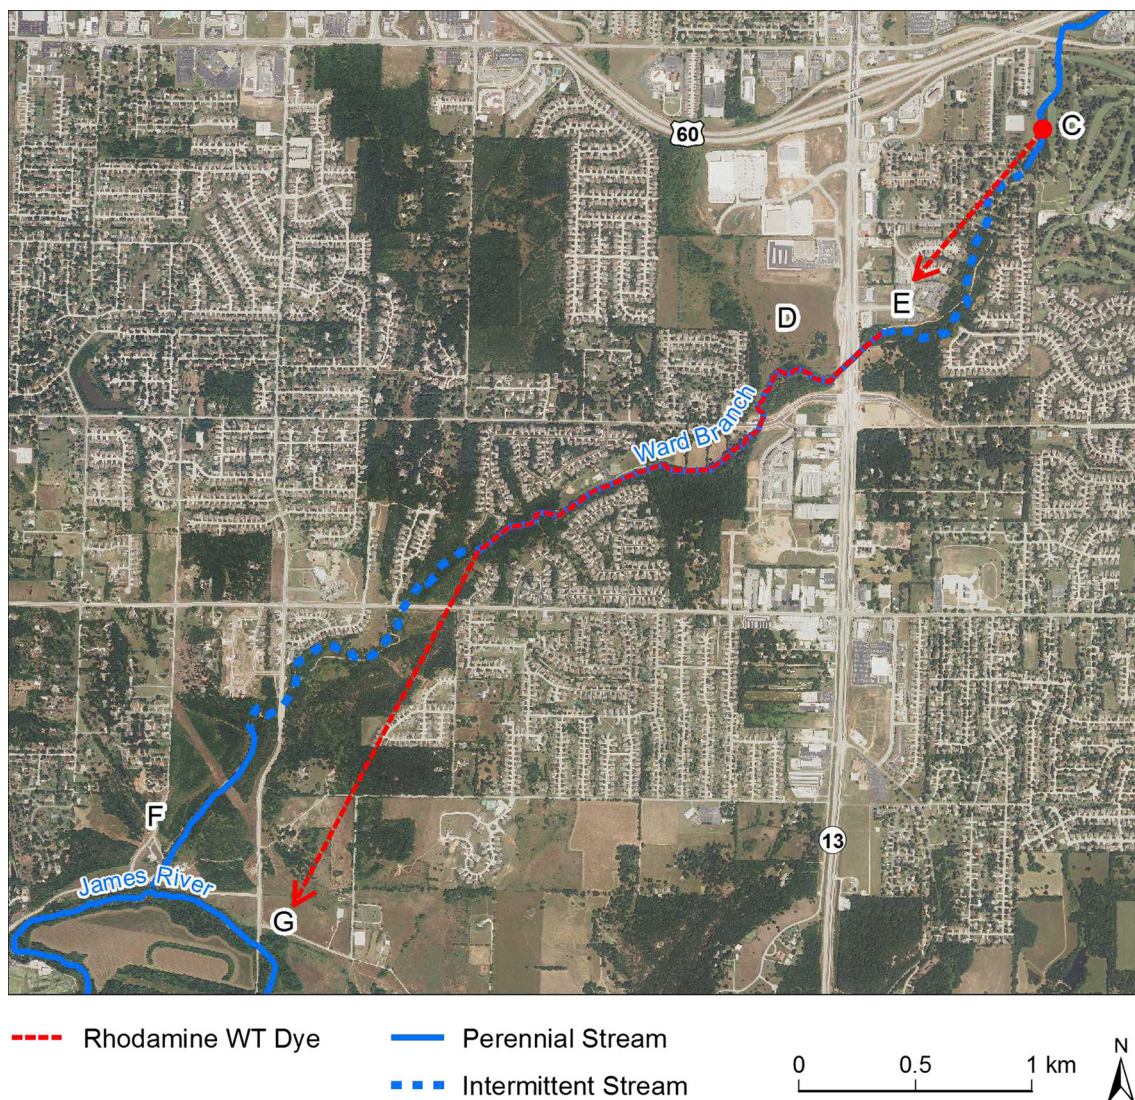 60
C
E
D
Ward Branch
13
F
James River
G
Rhodamine WT Dye
Perennial Stream
Intermittent Stream
0 0.5 1 km
N